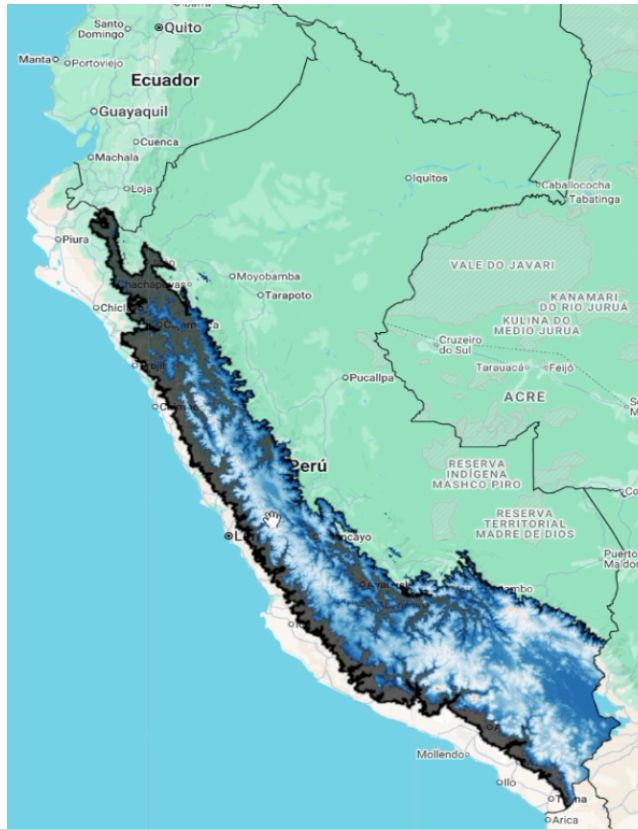 Santo
Domingo
Quito
Manta
Portoviejo
Ecuador
Guayaquil
Cuenca
Machala
Loja
Iquitos
Caballococha
Tabatinga
Piura
VALE DO JAVARI
Moyobamba
Tarapoto
KANAMARI
DO RIO JURUÁ
KULINA DO
MEDIO JURUÁ
Cruzeiro
do Sul
Tarauacá
Feijó
Pucallpa
ACRE
Perú
RESERVA
INDÍGENA
MASHCO PIRO
RESERVA
TERRITORIAL
MADRE DE DIOS
Puerto
Mollendo
Ilo
Arica